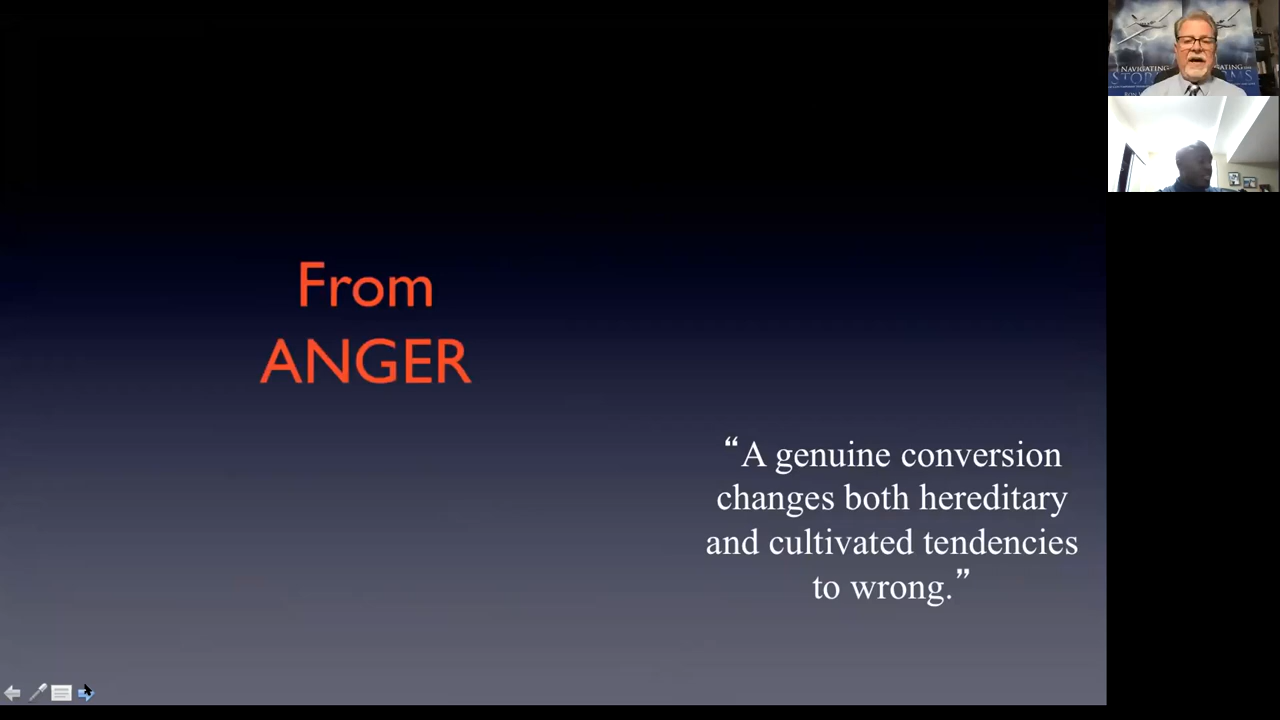 From
ANGER
“A genuine conversion
changes both hereditary
and cultivated tendencies
to wrong.”
NAVIGATING